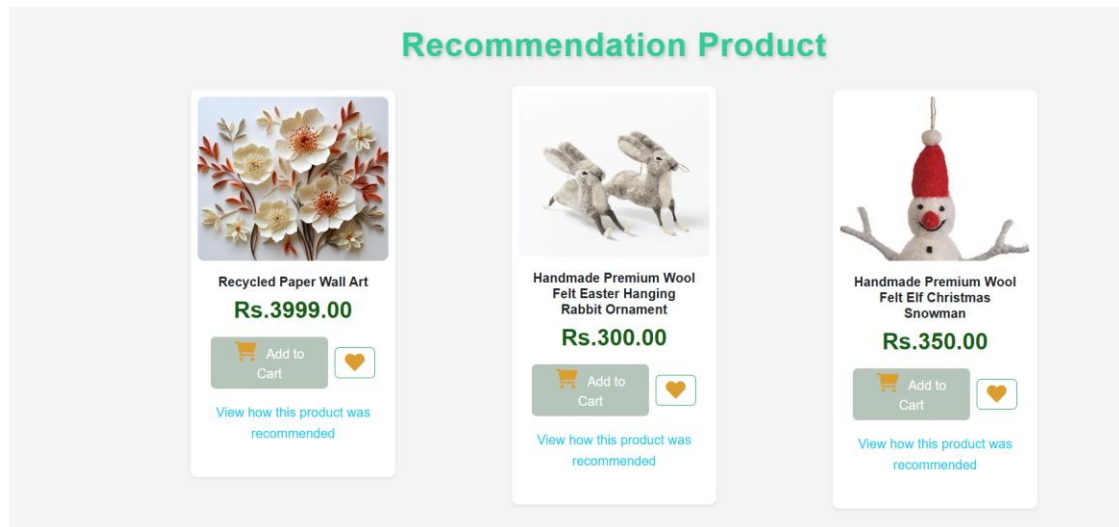 Recommendation Product
Recycled Paper Wall Art
Rs.3999.00
Add to
Cart
View how this product was
recommended
Handmade Premium Wool
Felt Easter Hanging
Rabbit Ornament
Rs.300.00
Add to
Cart
View how this product was
recommended
Handmade Premium Wool
Felt Elf Christmas
Snowman
Rs.350.00
Add to
Cart
View how this product was
recommended